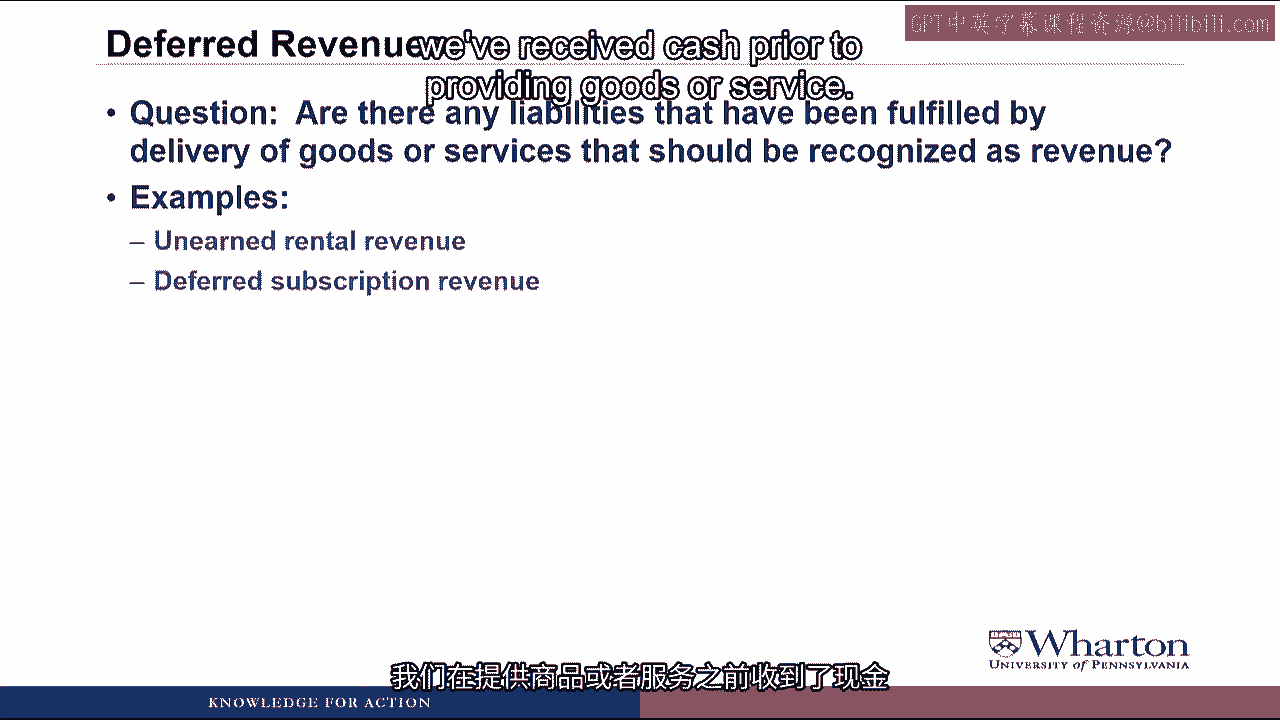 GPT中英字幕课程资源@bilibili.com
Deferred Revenue
we've received cash prior to
providing goods or service.
• Question: Are there any liabilities that have been fulfilled by
delivery of goods or services that should be recognized as revenue?
• Examples:
– Unearned rental revenue
– Deferred subscription revenue
Wharton
UNIVERSITY of PENNSYLVANIA
我们在提供商品或者服务之前收到了现金
KNOWLEDGE FOR ACTION